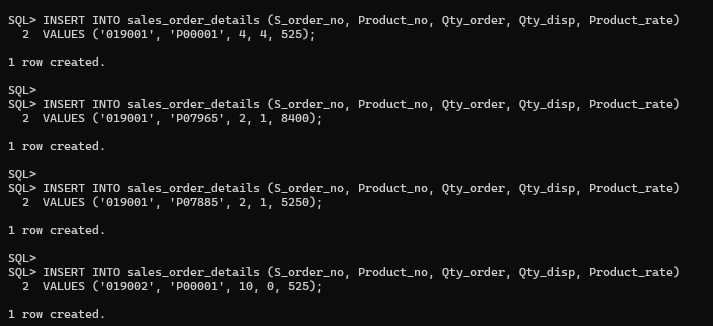 SQL> INSERT INTO sales_order_details (S_order_no, Product_no, Qty_order, Qty_disp, Product_rate)
  2  VALUES ('019001', 'P00001', 4, 4, 525);
1 row created.
SQL>
SQL> INSERT INTO sales_order_details (S_order_no, Product_no, Qty_order, Qty_disp, Product_rate)
  2  VALUES ('019001', 'P07965', 2, 1, 8400);
1 row created.
SQL>
SQL> INSERT INTO sales_order_details (S_order_no, Product_no, Qty_order, Qty_disp, Product_rate)
  2  VALUES ('019001', 'P07885', 2, 1, 5250);
1 row created.
SQL>
SQL> INSERT INTO sales_order_details (S_order_no, Product_no, Qty_order, Qty_disp, Product_rate)
  2  VALUES ('019002', 'P00001', 10, 0, 525);
1 row created.